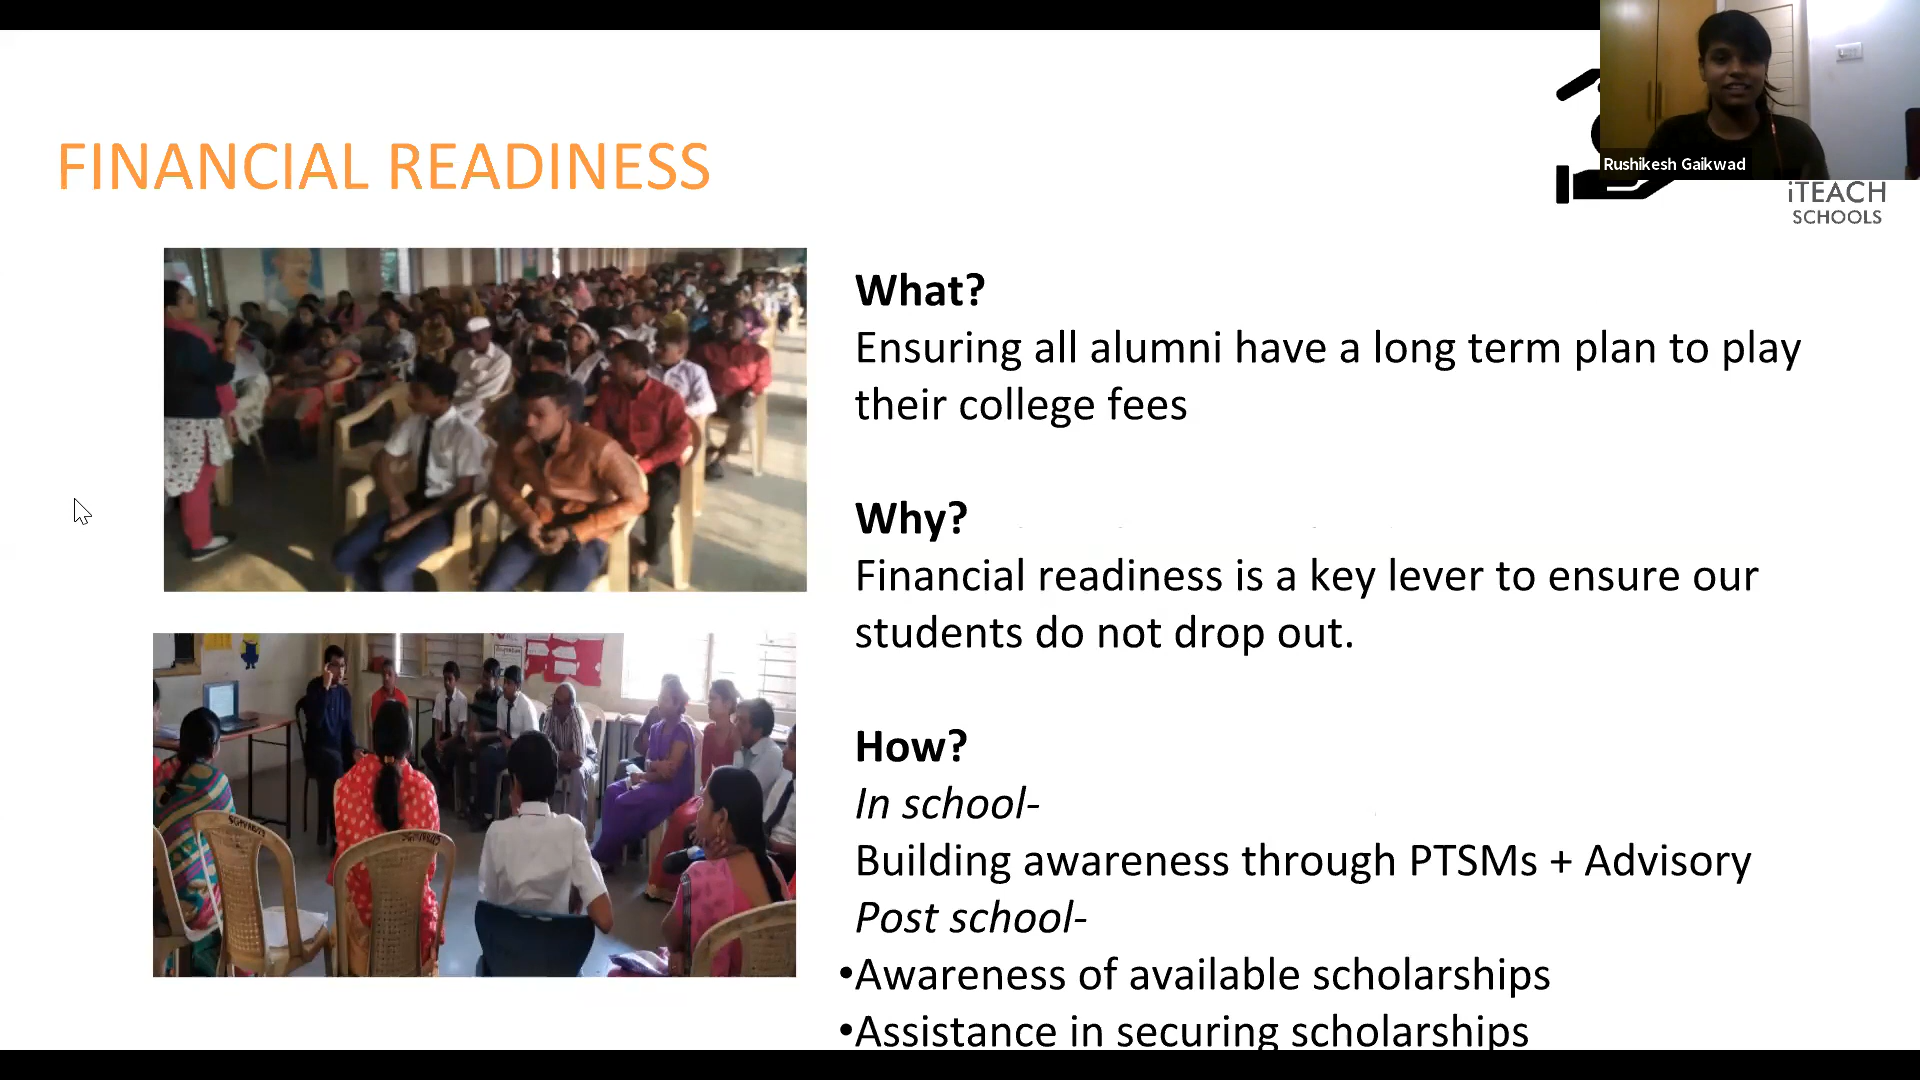 FINANCIAL READINESS
Rushikesh Gaikwad
iTEACH
SCHOOLS
What?
Ensuring all alumni have a long term plan to play
their college fees
Why?
Financial readiness is a key lever to ensure our
students do not drop out.
How?
In school-
Building awareness through PTSMs + Advisory
Post school-
•Awareness of available scholarships
•Assistance in securing scholarships